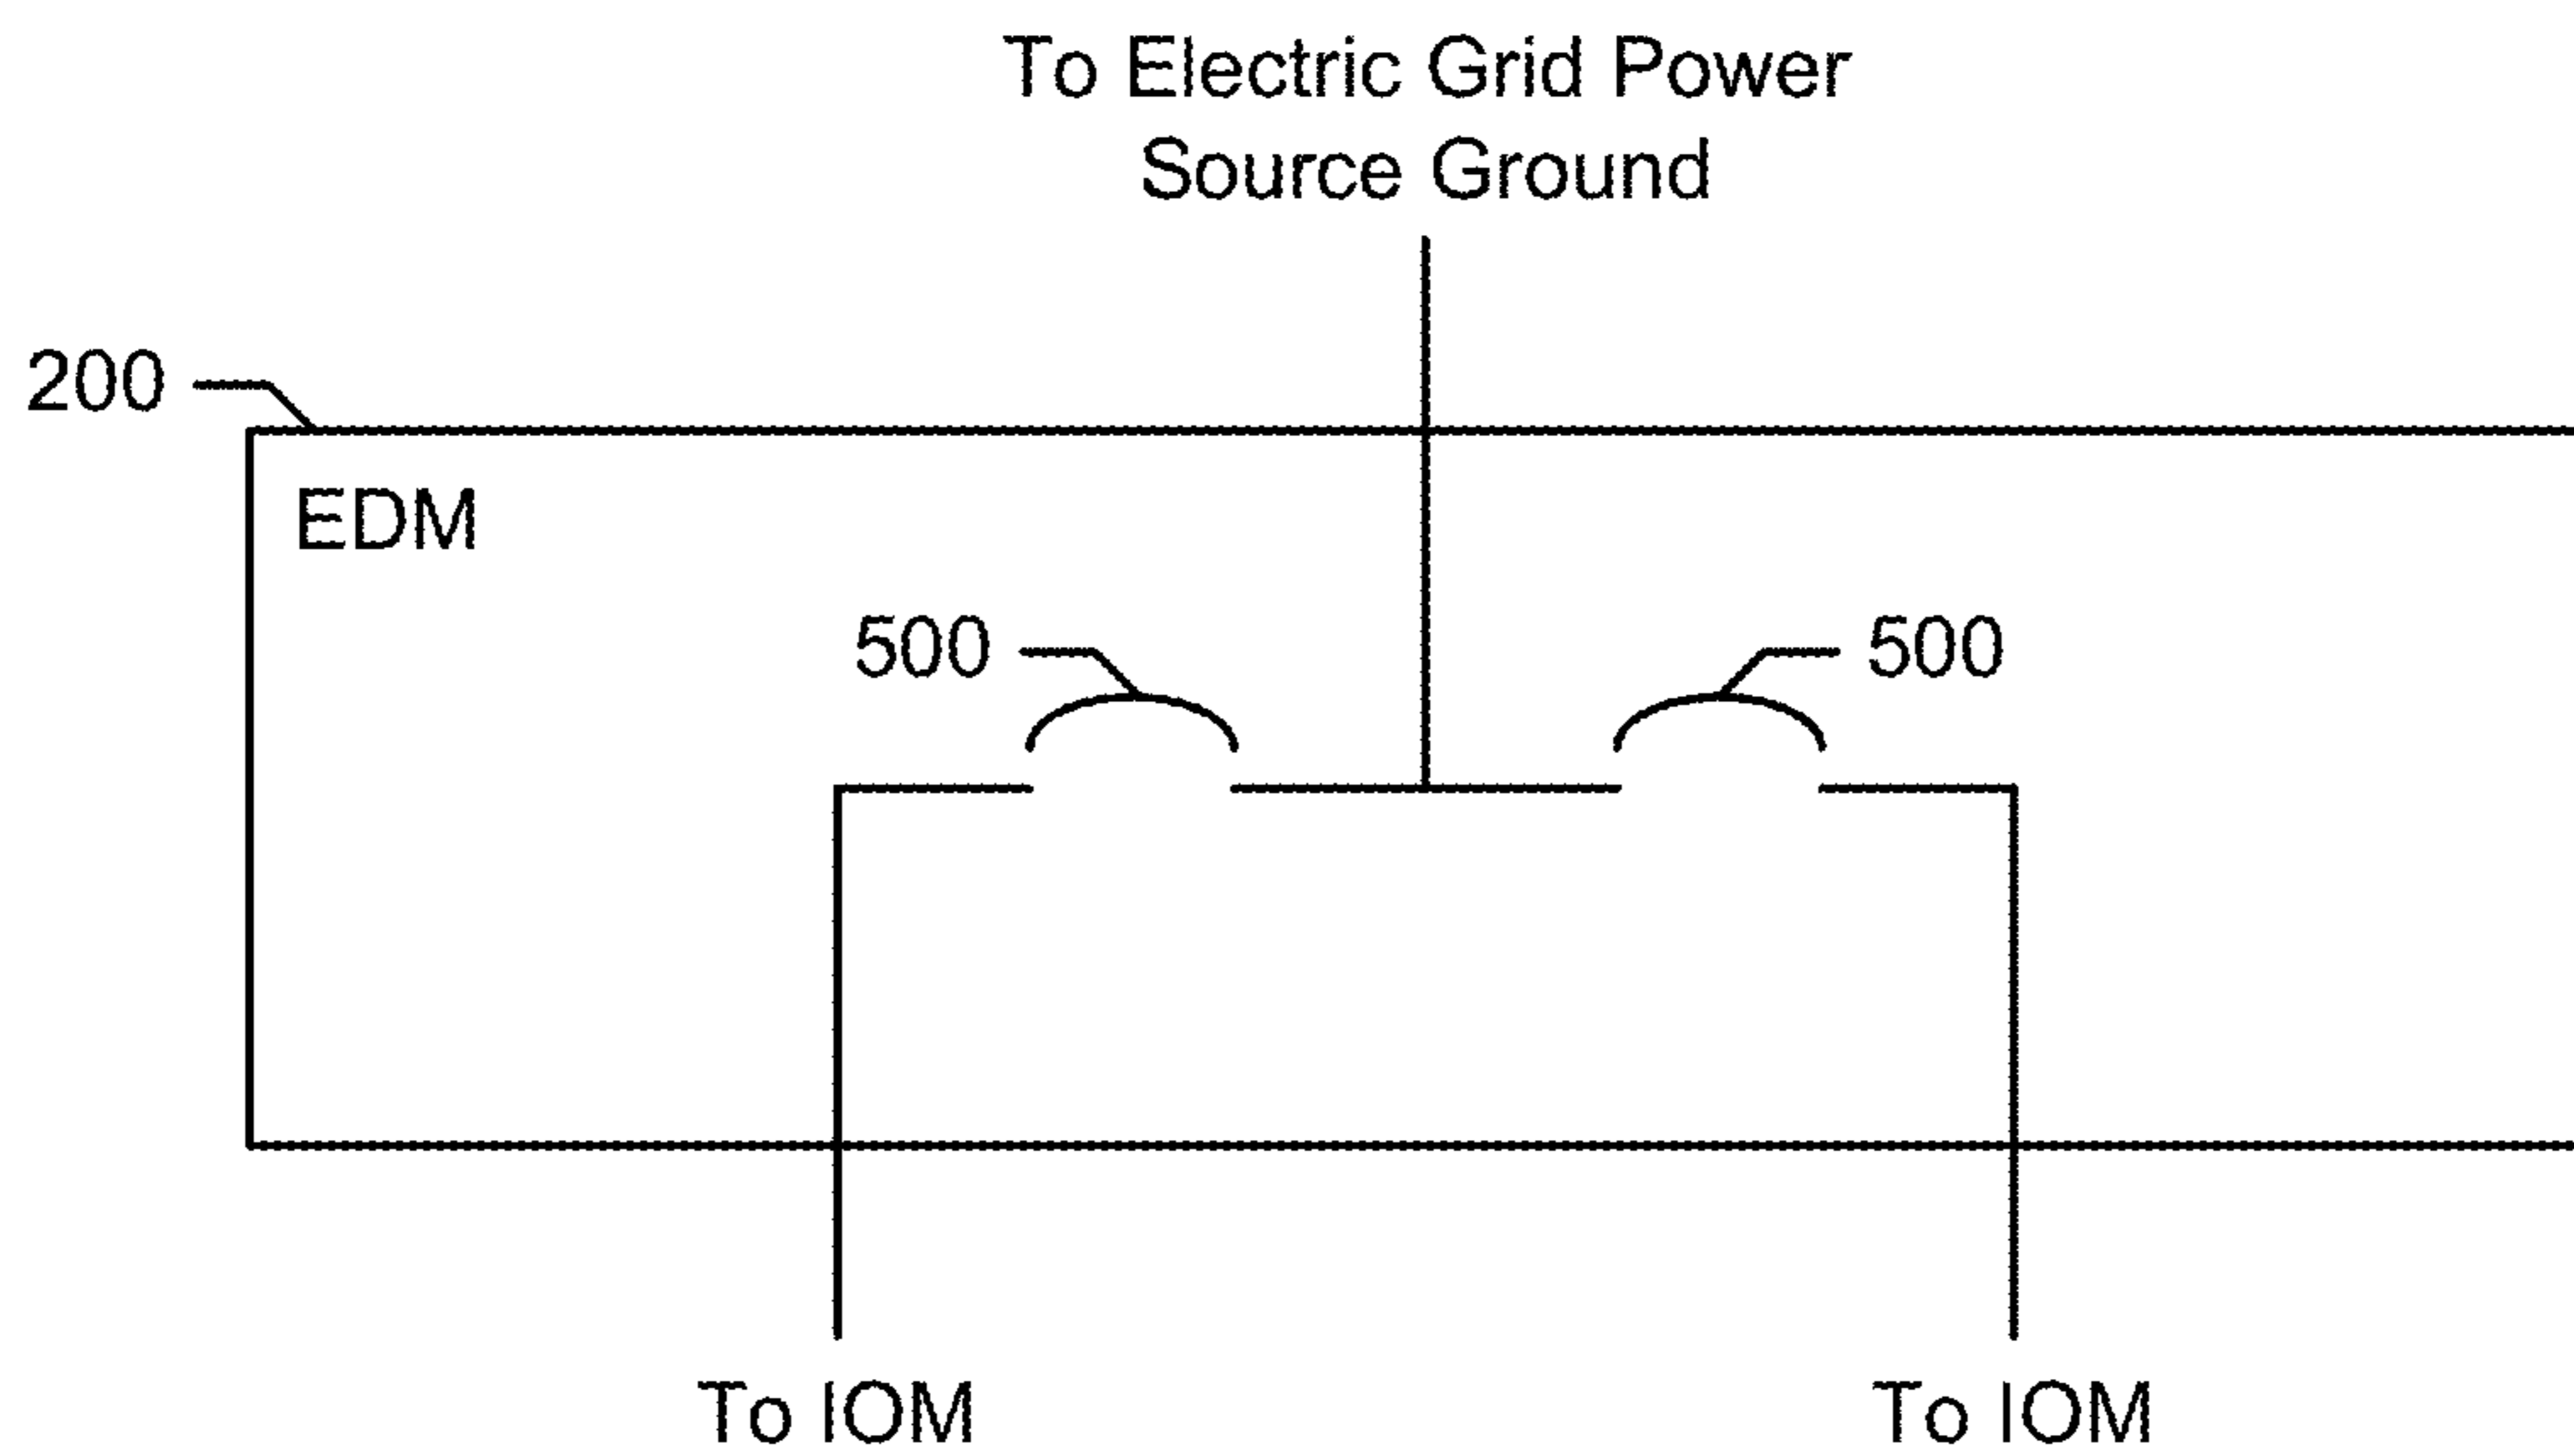 To Electric Grid Power
Source Ground
200
EDM
500
500
To IOM
To IOM